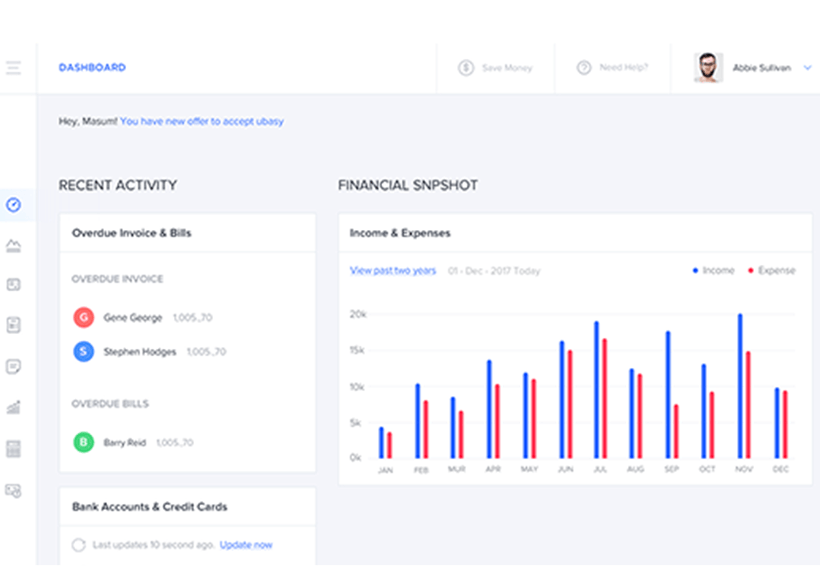 DASHBOARD
Save Money
Need Help?
Abbie Sullivan
Hey, Masum! You have new offer to accept ubasy
RECENT ACTIVITY
Overdue Invoice & Bills
OVERDUE INVOICE
G Gene George 1,005.,70
S Stephen Hodges 1,005.,70
OVERDUE BILLS
B Barry Reid 1,005.,70
Bank Accounts & Credit Cards
Last updates 10 second ago. Update now
FINANCIAL SNPSHOT
Income & Expenses
View past two years 01 - Dec - 2017 Today
Income Expense
20k
15k
10k
5k
0k
JAN FEB MUR APR MAY JUN JUL AUG SEP OCT NOV DEC